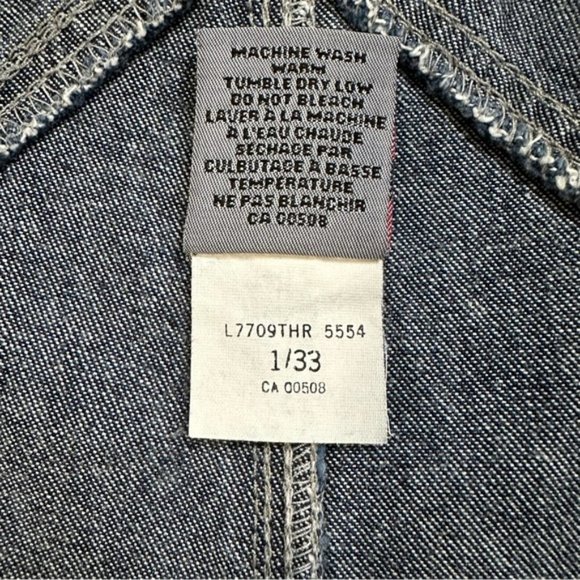 MACHINE WASH
WARM
TUMBLE DRY LOW
DO NOT BLEACH
LAVER À LA MACHINE
À L'EAU CHAUDE
SECHAGE PAR
CULBUTAGE À BASSE
TEMPERATURE
NE PAS BLANCHIR
CA 00508
L7709THR 5554
1/33
CA 00508